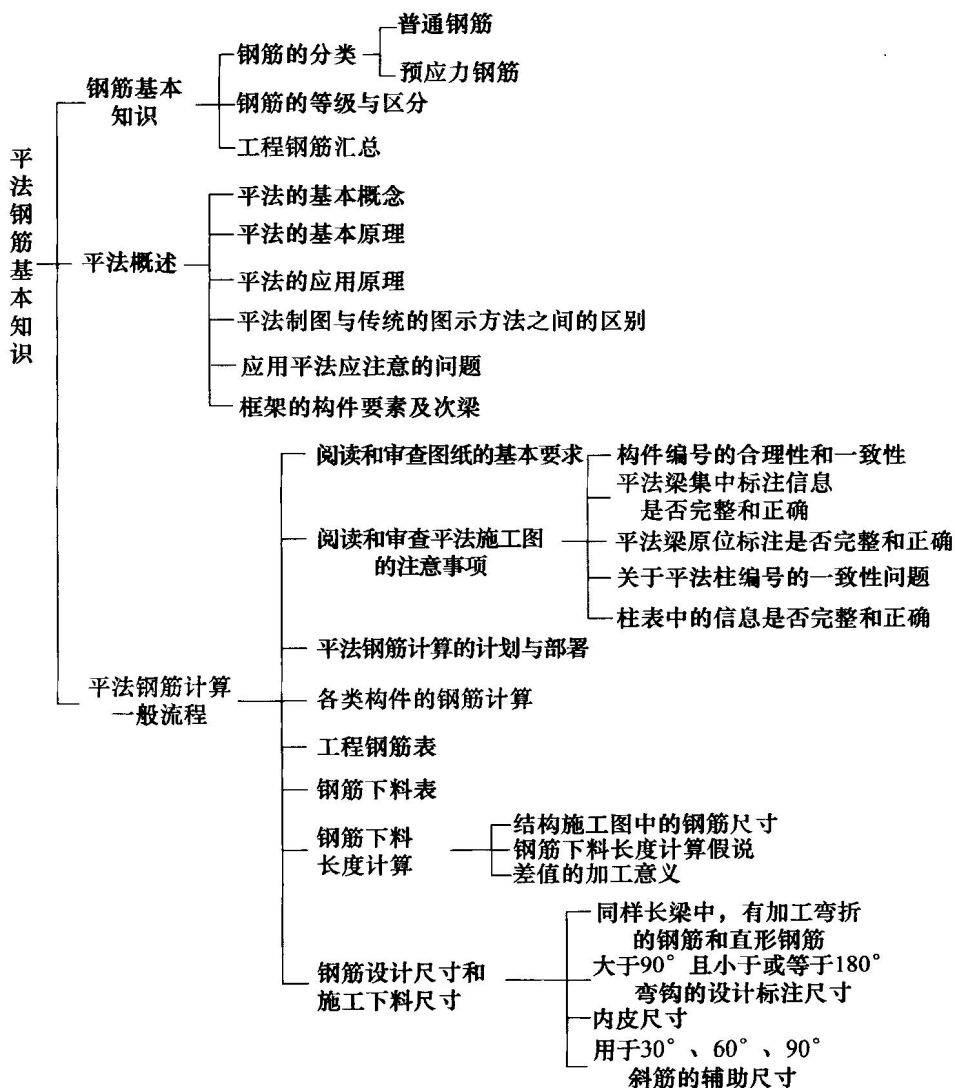 平法钢筋基本知识
钢筋基本
知识
钢筋的分类
普通钢筋
预应力钢筋
钢筋的等级与区分
工程钢筋汇总
平法概述
平法的基本概念
平法的基本原理
平法的应用原理
平法制图与传统的图示方法之间的区别
应用平法应注意的问题
框架的构件要素及次梁
平法钢筋计算
一般流程
阅读和审查图纸的基本要求
阅读和审查平法施工图
的注意事项
构件编号的合理性和一致性
平法梁集中标注信息
是否完整和正确
平法梁原位标注是否完整和正确
关于平法柱编号的一致性问题
柱表中的信息是否完整和正确
平法钢筋计算的计划与部署
各类构件的钢筋计算
工程钢筋表
钢筋下料表
钢筋下料
长度计算
结构施工图中的钢筋尺寸
钢筋下料长度计算假说
差值的加工意义
钢筋设计尺寸和
施工下料尺寸
同样长梁中，有加工弯折
的钢筋和直形钢筋
大于90°且小于或等于180°
弯钩的设计标注尺寸
内皮尺寸
用于30°、60°、90°
斜筋的辅助尺寸